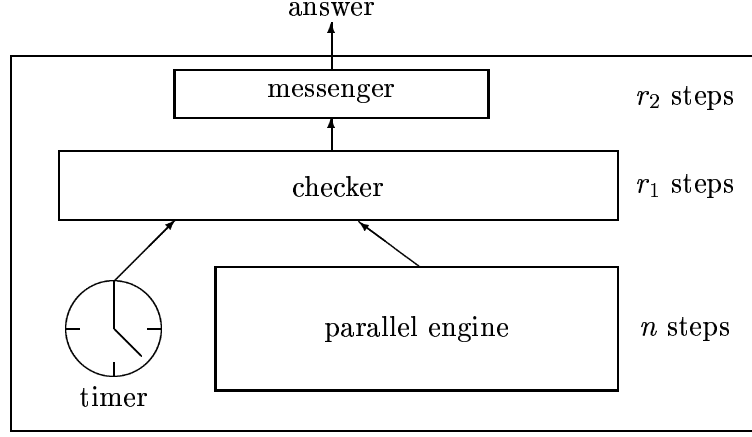 answer
messenger
r₂ steps
checker
r₁ steps
parallel engine
n steps
timer